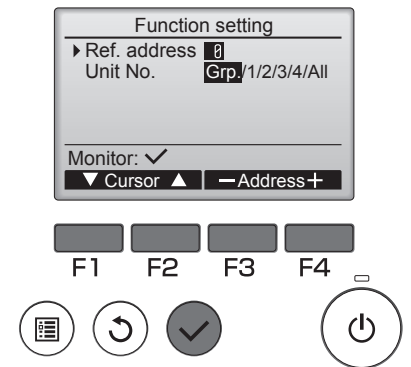 Function setting
Ref. address 0
Unit No. Grp./1/2/3/4/All
Monitor: ✓
▼ Cursor ▲ −Address+
F1 F2 F3 F4